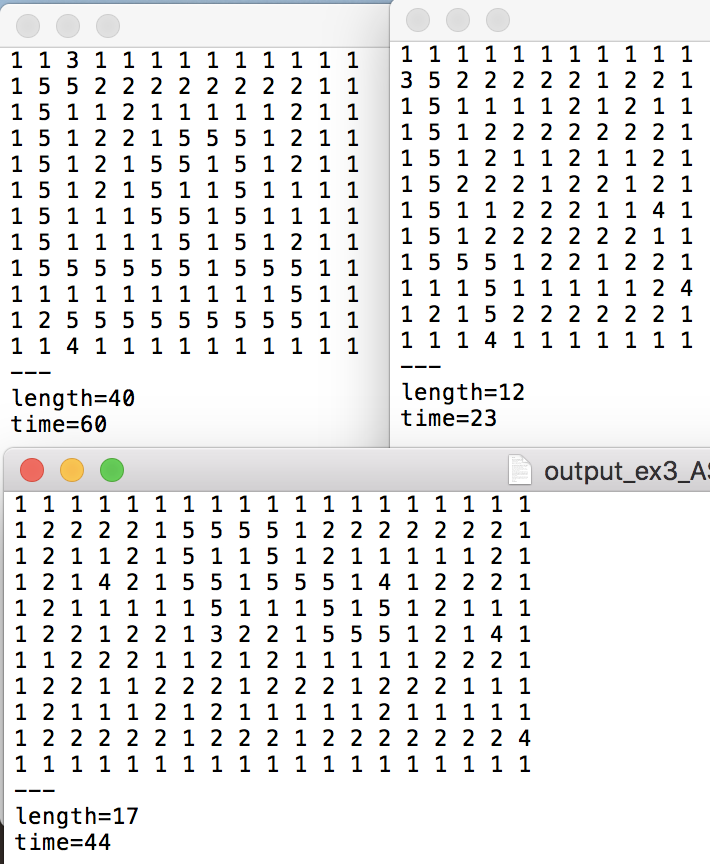 1 1 3 1 1 1 1 1 1 1 1 1 1
1 5 5 2 2 2 2 2 2 2 2 1 1
1 5 1 1 2 1 1 1 1 1 2 1 1
1 5 1 2 2 1 5 5 5 1 2 1 1
1 5 1 2 1 5 5 1 5 1 2 1 1
1 5 1 2 1 5 1 1 5 1 1 1 1
1 5 1 1 1 5 5 1 5 1 1 1 1
1 5 1 1 1 1 5 1 5 1 2 1 1
1 5 5 5 5 5 5 1 5 5 5 1 1
1 1 1 1 1 1 1 1 1 1 5 1 1
1 2 5 5 5 5 5 5 5 5 5 1 1
1 1 4 1 1 1 1 1 1 1 1 1 1
---
length=40
time=60
1 1 1 1 1 1 1 1 1 1 1
3 5 2 2 2 2 2 1 2 2 1
1 5 1 1 1 1 2 1 2 1 1
1 5 1 2 2 2 2 2 2 2 1
1 5 1 2 1 1 2 1 1 2 1
1 5 2 2 2 1 2 2 1 2 1
1 5 1 1 2 2 2 1 1 4 1
1 5 1 2 2 2 2 2 2 1 1
1 5 5 5 1 2 2 1 2 2 1
1 1 1 5 1 1 1 1 1 2 4
1 2 1 5 2 2 2 2 2 2 1
1 1 1 4 1 1 1 1 1 1 1
---
length=12
time=23
output_ex3_AS
1 1 1 1 1 1 1 1 1 1 1 1 1 1 1 1 1 1 1
1 2 2 2 2 1 5 5 5 5 1 2 2 2 2 2 2 2 1
1 2 1 1 2 1 5 1 1 5 1 2 1 1 1 1 1 2 1
1 2 1 4 2 1 5 5 1 5 5 5 1 4 1 2 2 2 1
1 2 1 1 1 1 1 5 1 1 1 5 1 5 1 2 1 1 1
1 2 2 1 2 2 1 3 2 2 1 5 5 5 1 2 1 4 1
1 1 2 2 2 1 1 2 1 2 1 1 1 1 1 2 2 2 1
1 2 2 1 1 2 2 2 1 2 2 2 1 2 2 2 1 1 1
1 2 1 1 1 2 1 2 1 1 1 1 1 2 1 1 1 1 1
1 2 2 2 2 2 1 2 2 2 1 2 2 2 2 2 2 2 4
1 1 1 1 1 1 1 1 1 1 1 1 1 1 1 1 1 1 1
---
length=17
time=44